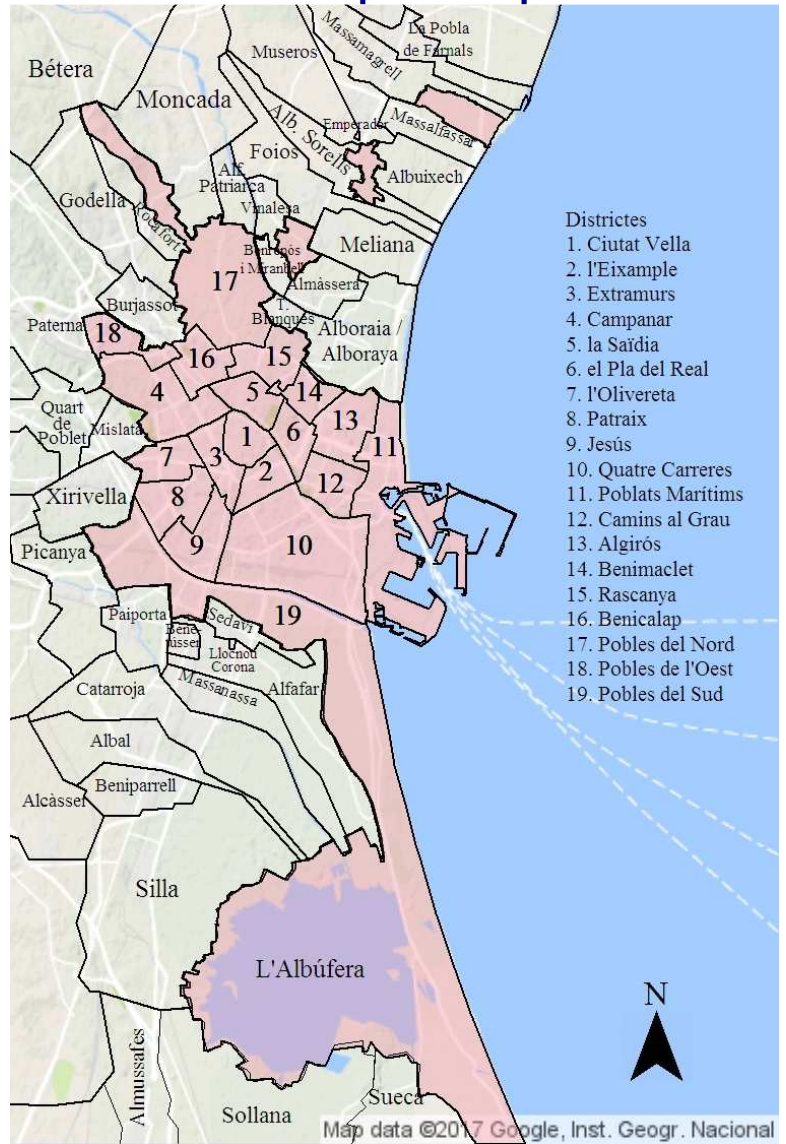 La Pobla
de Farnals
Massamagrell
Museros
Bétera
Moncada
Massalfassar
Emperador
Alb. Sorells
Foios
Albuixech
Alf.
Patriarca
Godella
Vinalesa
Rocafort
Meliana
Benirepòs
i Mirambell
17
Almàssera
Burjassot
T.
Blanques
Paterna
18
Alboraia /
Alboraya
16
15
4
5
14
Quart
de
Poblet
Mislata
13
1
6
11
7
3
2
12
Xirivella
8
9
10
Picanya
19
Paiporta
Sedaví
Bene-
tússer
Llocnou
Corona
Catarroja
Massanassa
Alfafar
Albal
Beniparrell
Alcàsser
Silla
L'Albúfera
Almussafes
Sollana
Sueca
Districtes
1. Ciutat Vella
2. l'Eixample
3. Extramurs
4. Campanar
5. la Saïdia
6. el Pla del Real
7. l'Olivereta
8. Patraix
9. Jesús
10. Quatre Carreres
11. Poblats Marítims
12. Camins al Grau
13. Algirós
14. Benimaclet
15. Rascanya
16. Benicalap
17. Pobles del Nord
18. Pobles de l'Oest
19. Pobles del Sud
N
Map data ©2017 Google, Inst. Geogr. Nacional